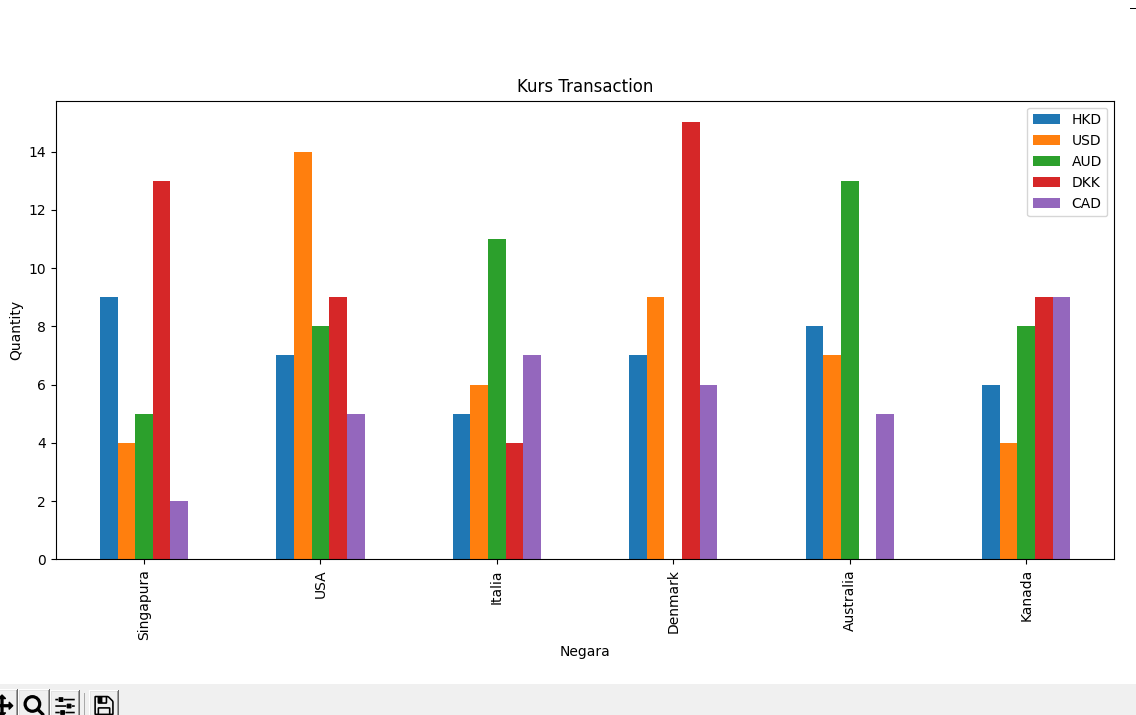 Kurs Transaction
HKD
USD
AUD
DKK
CAD
14
12
10
8
6
4
2
0
Quantity
Singapura
USA
Italia
Denmark
Australia
Kanada
Negara